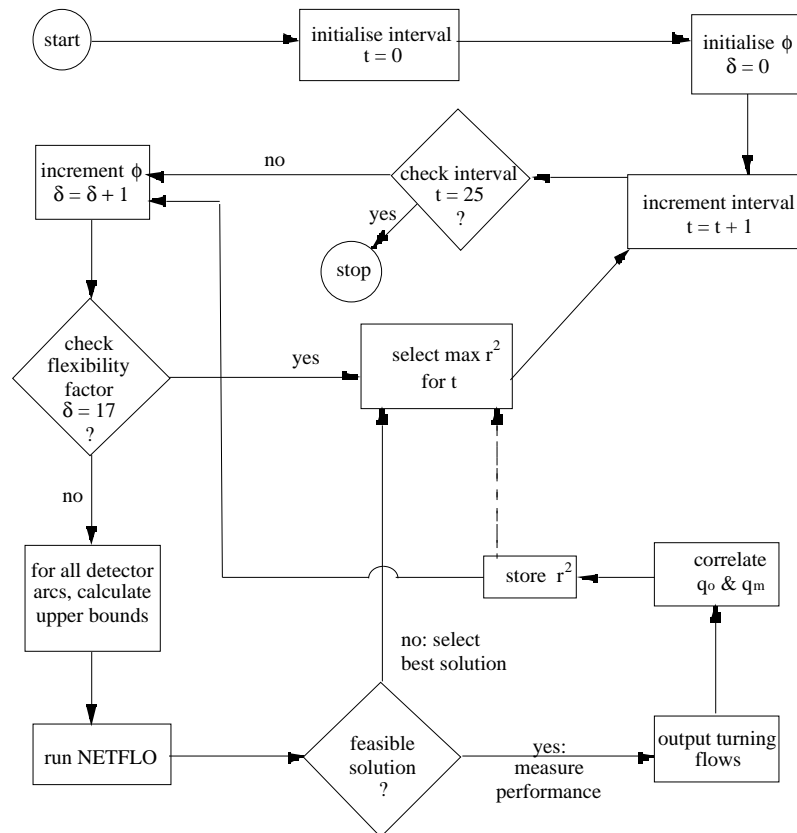 start
initialise interval
t = 0
initialise ϕ
δ = 0
increment ϕ
δ = δ + 1
no
check interval
t = 25
?
yes
stop
increment interval
t = t + 1
check
flexibility
factor
δ = 17
?
yes
select max r²
for t
no
for all detector
arcs, calculate
upper bounds
store r²
correlate
qo & qm
no: select
best solution
run NETFLO
feasible
solution
?
yes:
measure
performance
output turning
flows